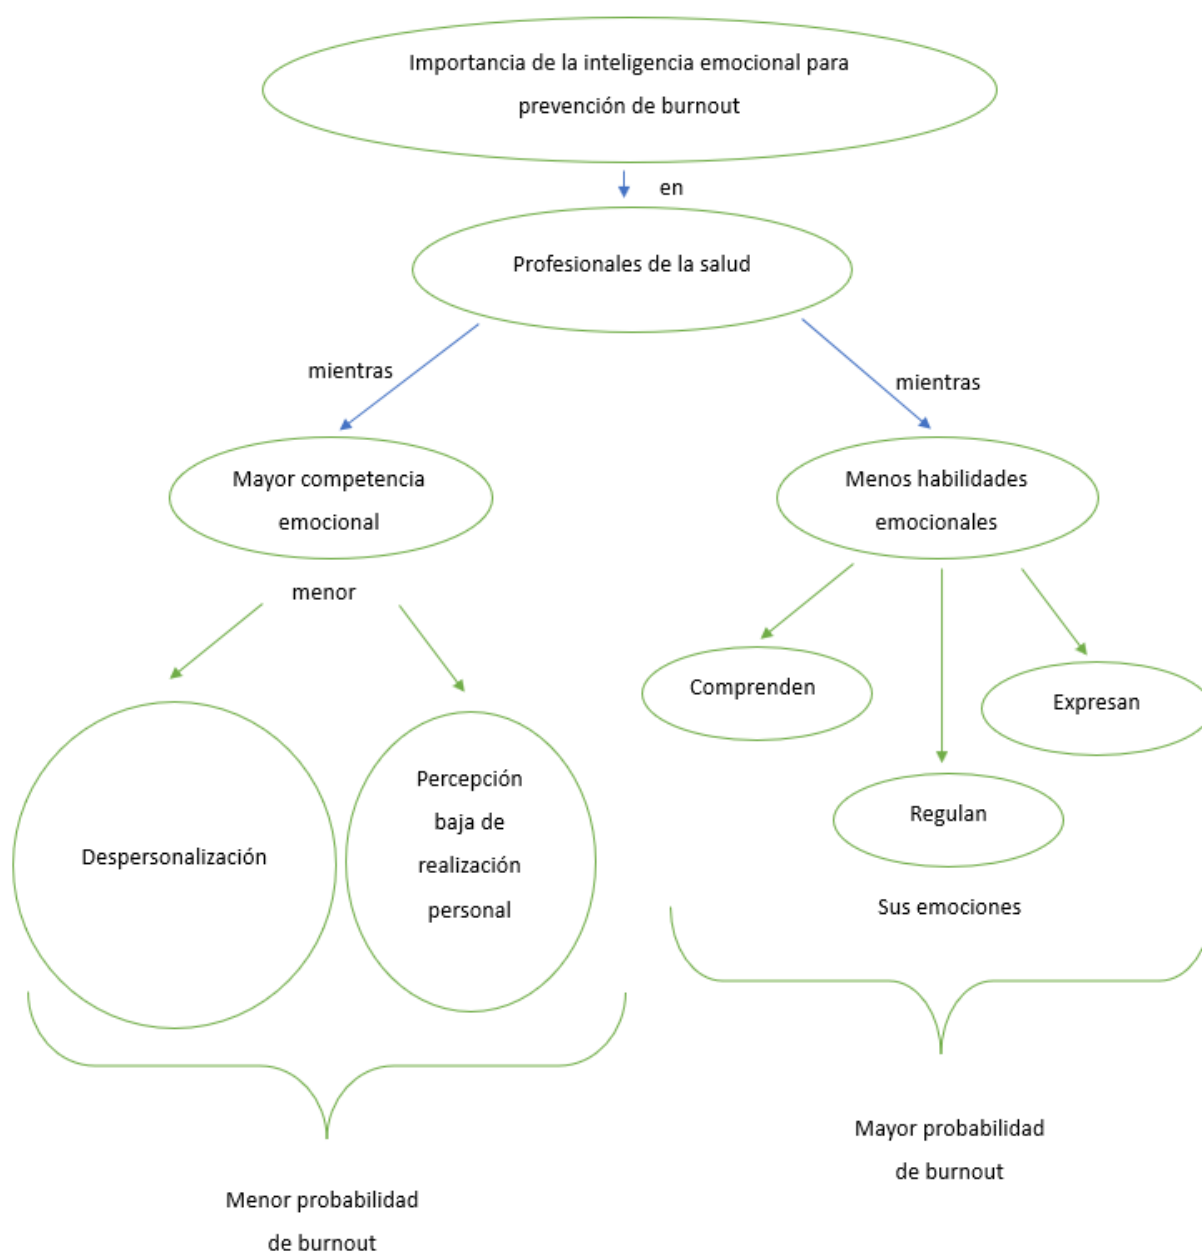 Importancia de la inteligencia emocional para
prevención de burnout
en
Profesionales de la salud
mientras
mientras
Mayor competencia
emocional
Menos habilidades
emocionales
menor
Despersonalización
Percepción
baja de
realización
personal
Comprenden
Expresan
Regulan
Sus emociones
Menor probabilidad
de burnout
Mayor probabilidad
de burnout